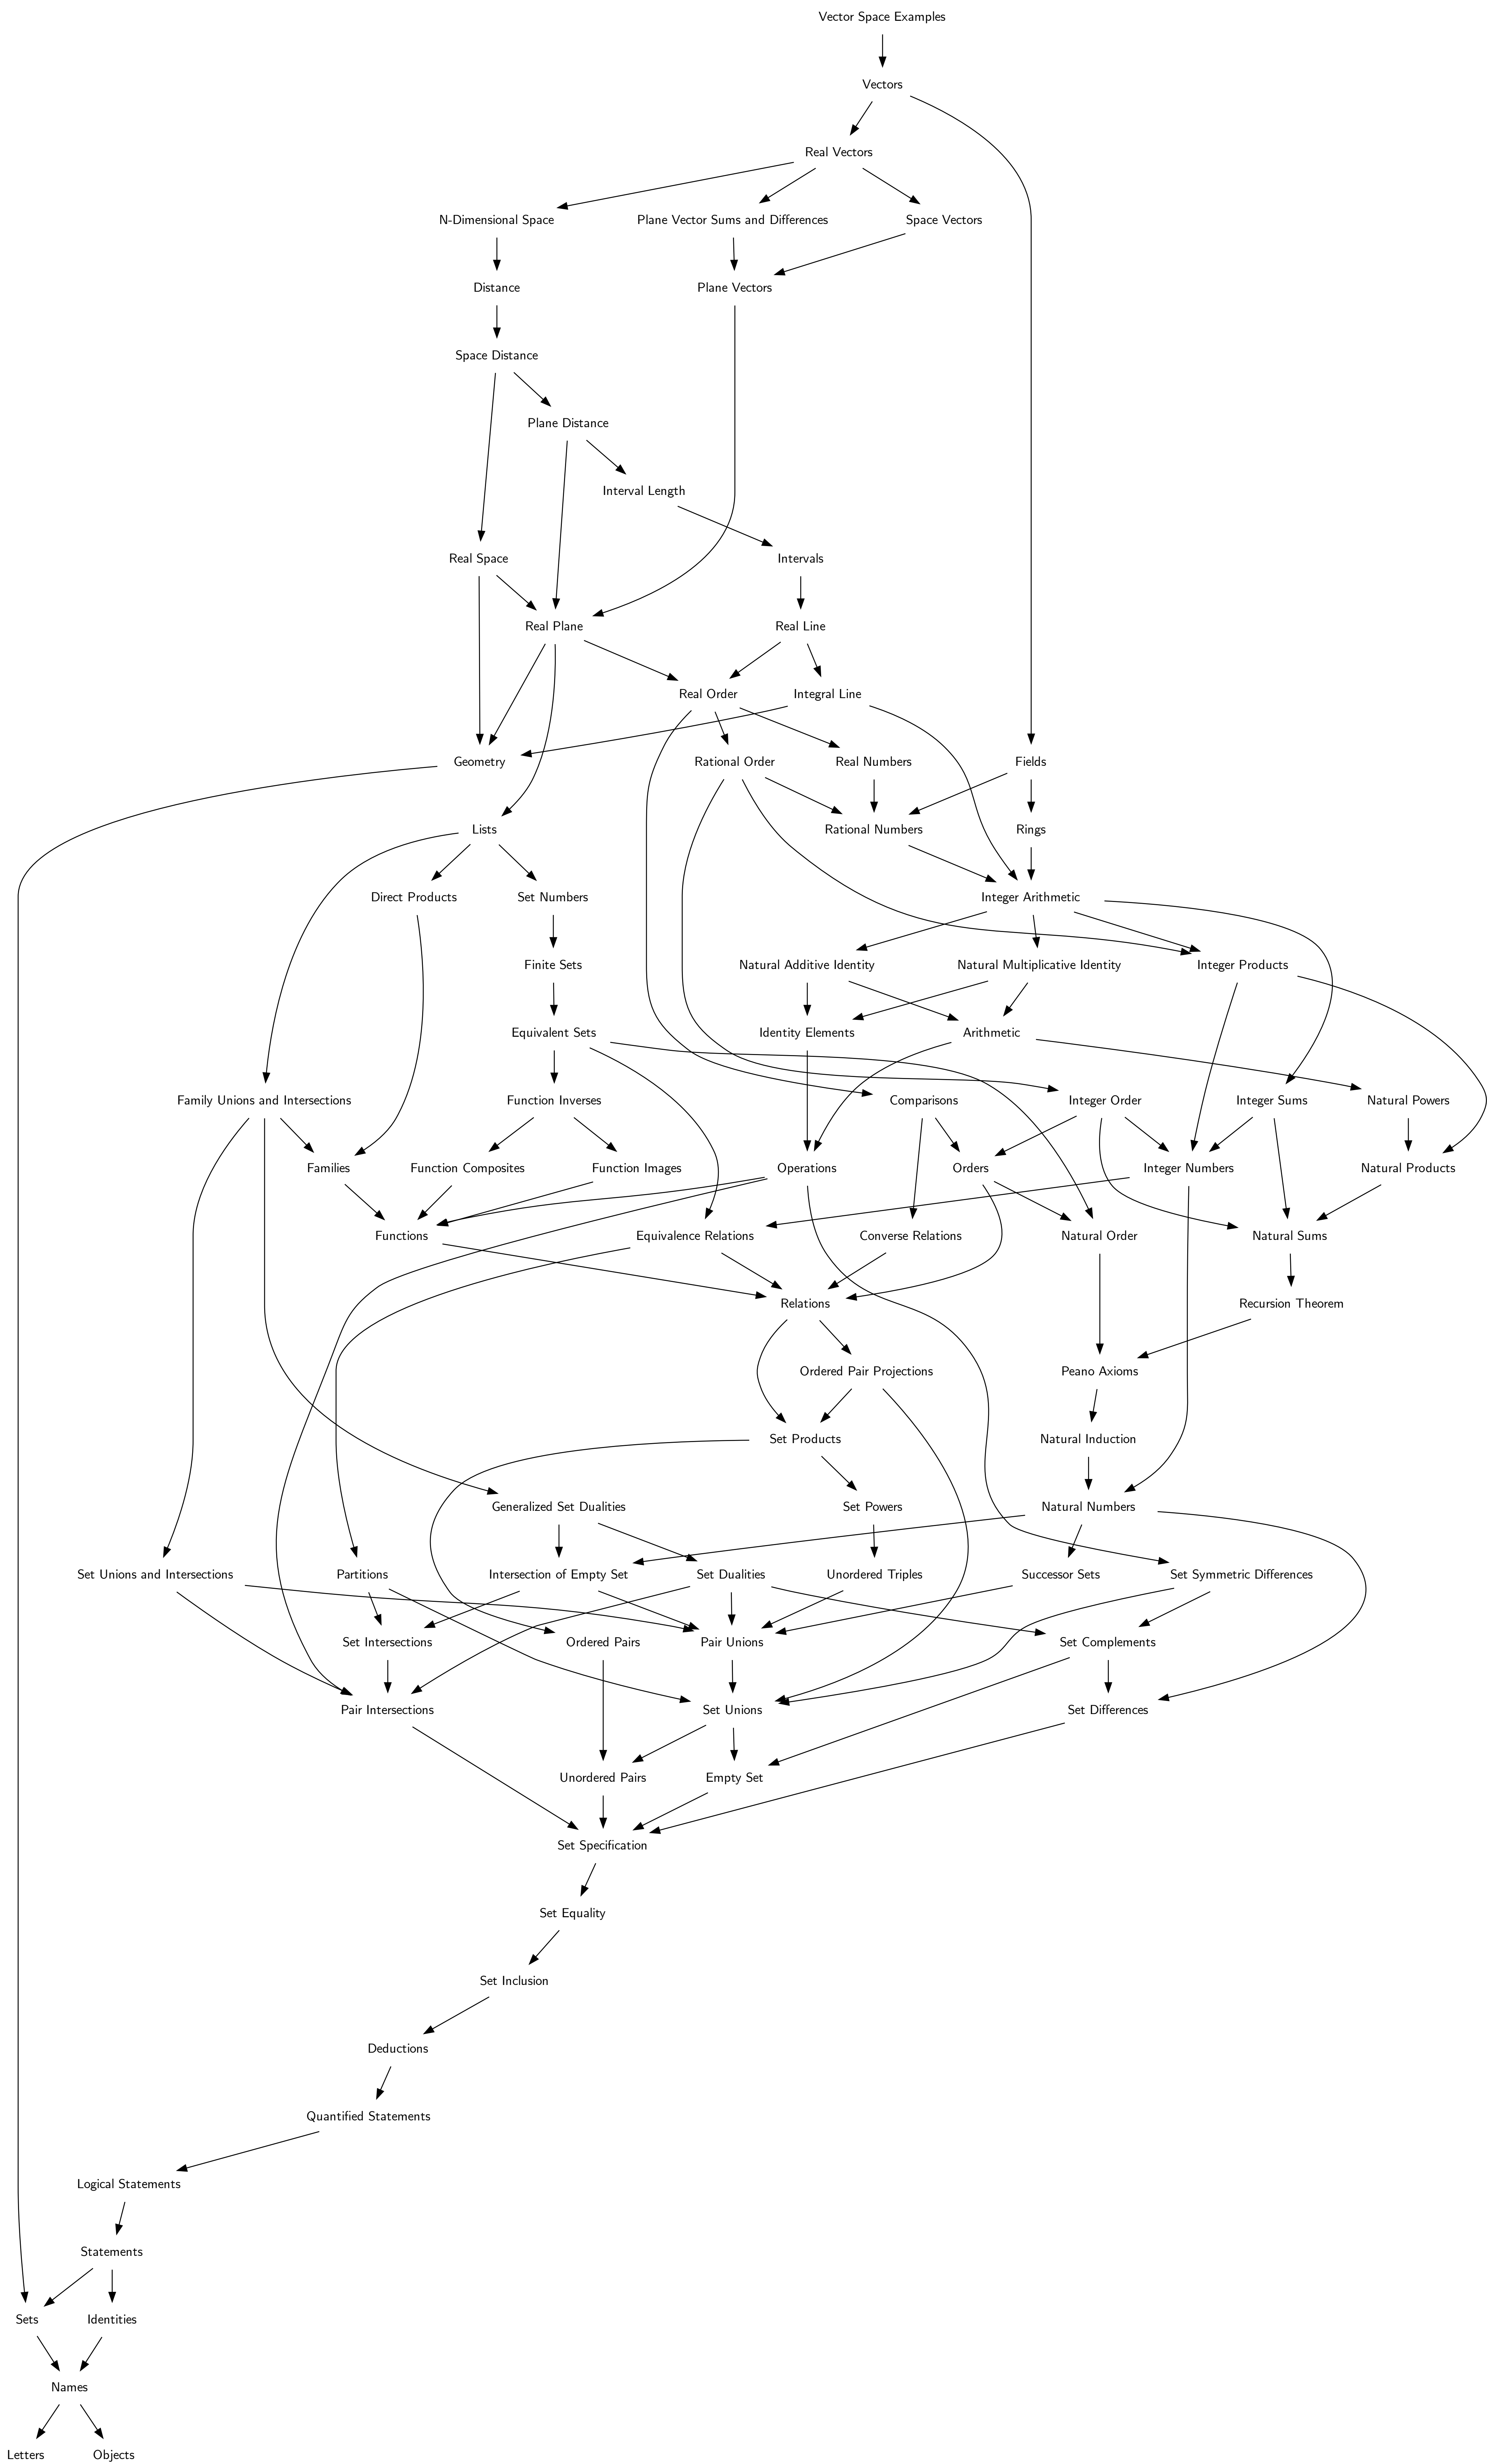 Vector Space Examples
Vectors
Real Vectors
N-Dimensional Space
Plane Vector Sums and Differences
Space Vectors
Distance
Plane Vectors
Space Distance
Plane Distance
Interval Length
Real Space
Intervals
Real Plane
Real Line
Real Order
Integral Line
Geometry
Rational Order
Real Numbers
Fields
Lists
Rational Numbers
Rings
Direct Products
Set Numbers
Integer Arithmetic
Finite Sets
Natural Additive Identity
Natural Multiplicative Identity
Integer Products
Equivalent Sets
Identity Elements
Arithmetic
Family Unions and Intersections
Function Inverses
Comparisons
Integer Order
Integer Sums
Natural Powers
Families
Function Composites
Function Images
Operations
Orders
Integer Numbers
Natural Products
Functions
Equivalence Relations
Converse Relations
Natural Order
Natural Sums
Relations
Recursion Theorem
Ordered Pair Projections
Peano Axioms
Set Products
Natural Induction
Generalized Set Dualities
Set Powers
Natural Numbers
Set Unions and Intersections
Partitions
Intersection of Empty Set
Set Dualities
Unordered Triples
Successor Sets
Set Symmetric Differences
Set Intersections
Ordered Pairs
Pair Unions
Set Complements
Pair Intersections
Set Unions
Set Differences
Unordered Pairs
Empty Set
Set Specification
Set Equality
Set Inclusion
Deductions
Quantified Statements
Logical Statements
Statements
Sets
Identities
Names
Letters
Objects